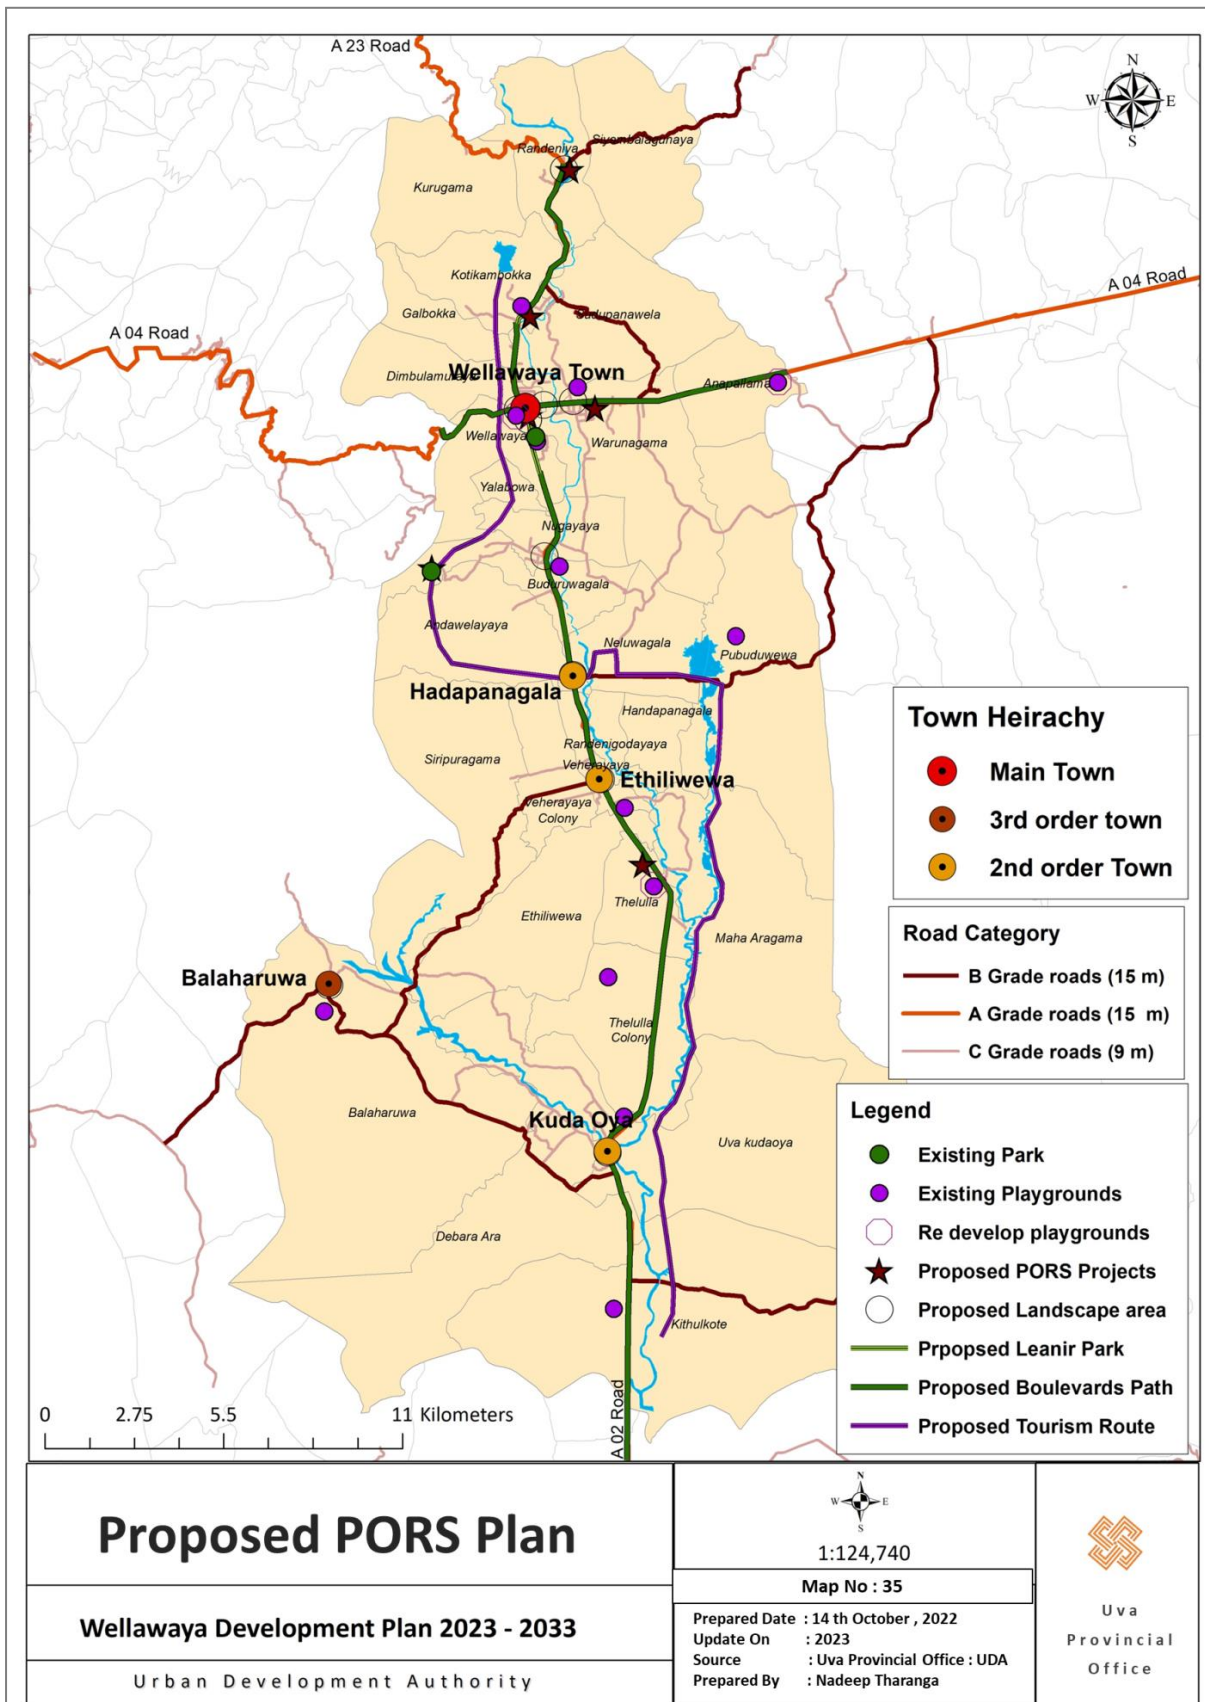 A 23 Road
N
W E
S
Siyembalagunaya
Randeniya
Kurugama
Kotikambokka
A 04 Road
Galbokka
Budupanawela
A 04 Road
Wellawaya Town
Anapallama
Wellawaya
Warunagama
Yalabowa
Nugayaya
Buduruwagala
Andawelayaya
Neluwagala
Pubuduwewa
Hadapanagala
Handapanagala
Randenigodayaya
Siripuragama
Veherayaya
Ethiliwewa
Veherayaya
Colony
Ethiliwewa
Thelulla
Maha Aragama
Balaharuwa
Thelulla
Colony
Balaharuwa
Kuda Oya
Uva kudaoya
Debara Ara
Kithulkote
A 02 Road
0 2.75 5.5 11 Kilometers
Town Heirachy
Main Town
3rd order town
2nd order Town
Road Category
B Grade roads (15 m)
A Grade roads (15 m)
C Grade roads (9 m)
Legend
Existing Park
Existing Playgrounds
Re develop playgrounds
Proposed PORS Projects
Proposed Landscape area
Prpopsed Leanir Park
Proposed Boulevards Path
Proposed Tourism Route
Proposed PORS Plan
Wellawaya Development Plan 2023 - 2033
Urban Development Authority
N
W E
S
1:124,740
Map No : 35
Prepared Date : 14 th October , 2022
Update On : 2023
Source : Uva Provincial Office : UDA
Prepared By : Nadeep Tharanga
Uva
Provincial
Office